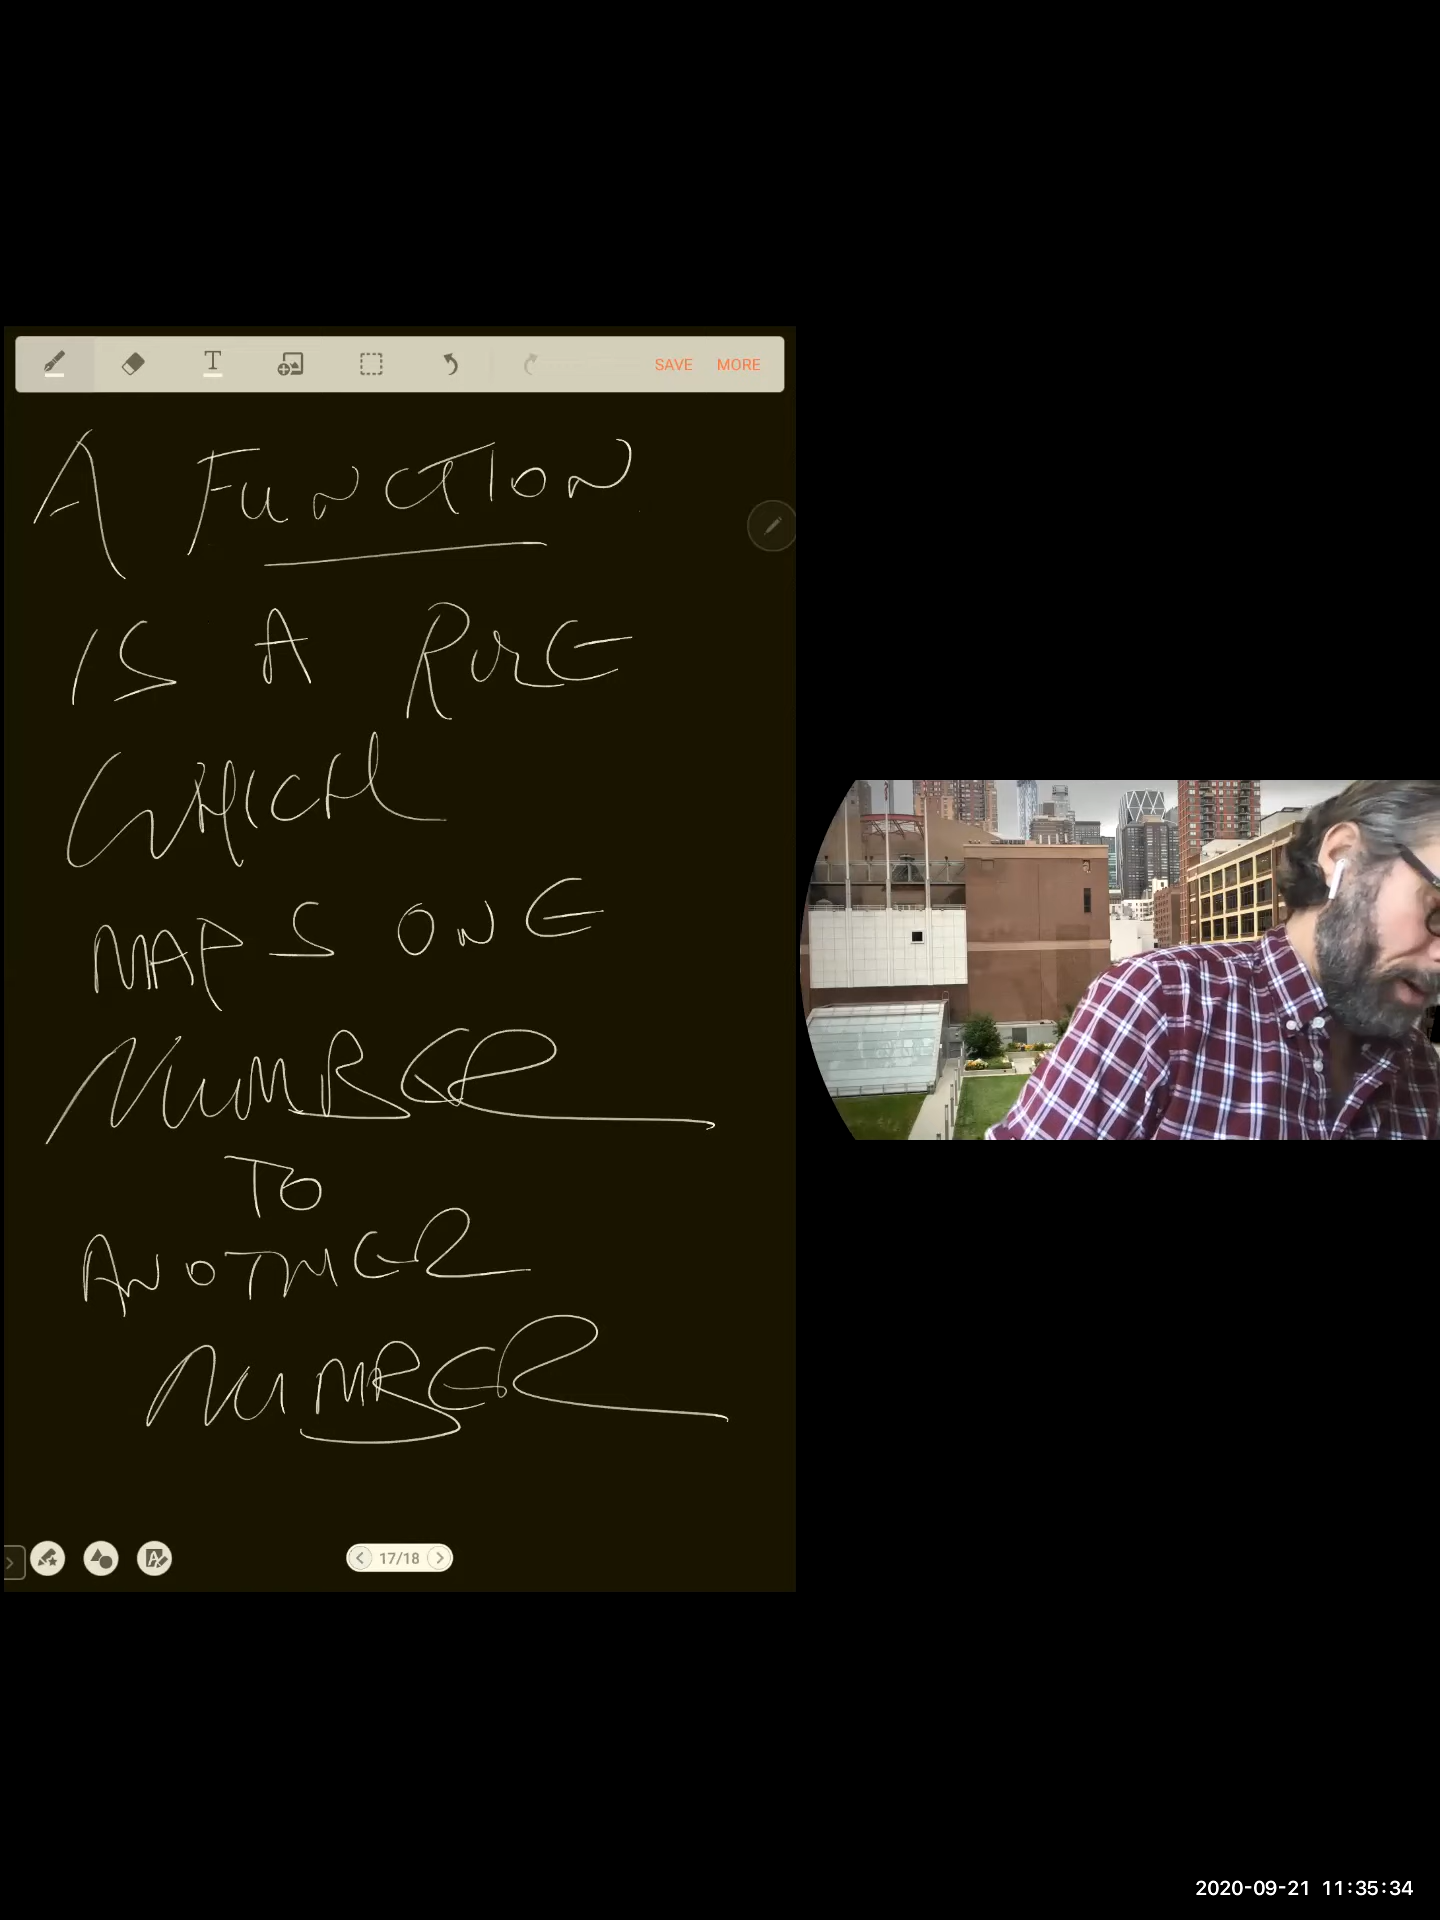 SAVE MORE
A FUNCTION
IS A RULE
WHICH
MAPS ONE
NUMBER
TO
ANOTHER
NUMBER
17/18
2020-09-21 11:35:34